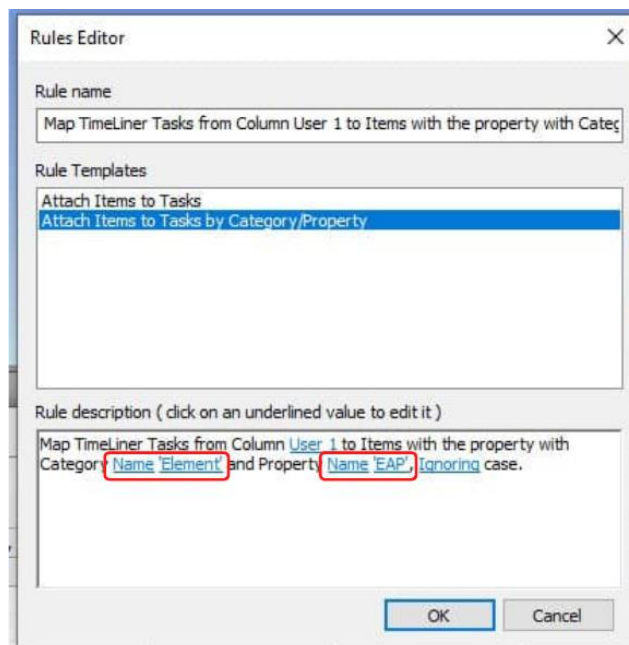 Rules Editor
Rule name
Map TimeLiner Tasks from Column User 1 to Items with the property with Categ
Rule Templates
Attach Items to Tasks
Attach Items to Tasks by Category/Property
Rule description ( click on an underlined value to edit it )
Map TimeLiner Tasks from Column User 1 to Items with the property with
Category Name 'Element' and Property Name 'EAP', Ignoring case.
OK Cancel